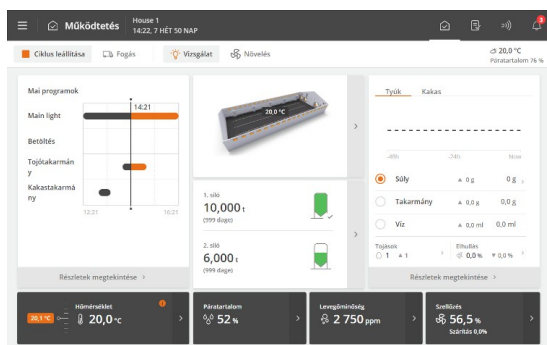 Működtetés
House 1
14:22, 7 HÉT 50 NAP
3
Ciklus leállítása
Fogás
Vizsgálat
Növelés
20,0 °C
Páratartalom 76 %
Mai programok
14:21
Main light
Betöltés
Tojótakarmán
y
Kakastakarmá
ny
12:21
16:21
Részletek megtekintése
20,0 °C
1. siló
10,000 t
(999 dage)
2. siló
6,000 t
(999 dage)
Tyúk
Kakas
-48h
-24h
Now
Súly
0 g
0 g
Takarmány
0,0 g
0,0 g
Víz
0,0 ml
0,0 ml
Tojások
1
1
Elhullás
0,0 %
0,0 %
Részletek megtekintése
20,1 °C
Hőmérséklet
20,0 °C
Páratartalom
52 %
Levegőminőség
2 750 ppm
Szellőzés
56,5 %
Szárítás 0,0%